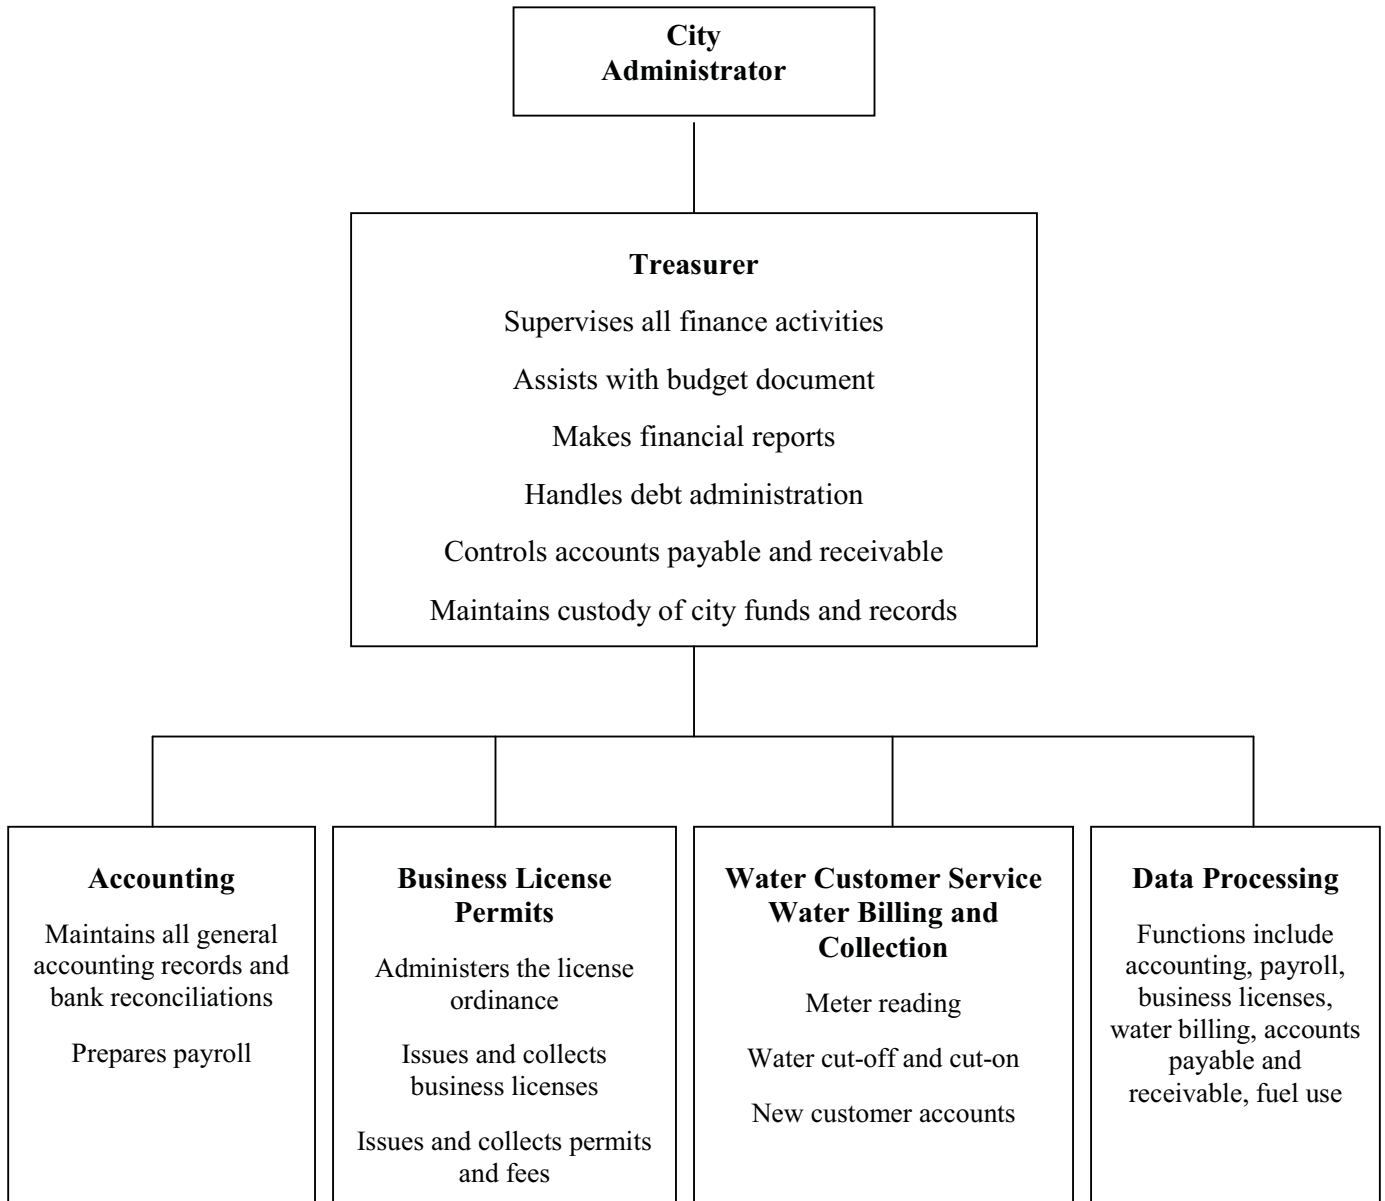 City
Administrator
Treasurer
Supervises all finance activities
Assists with budget document
Makes financial reports
Handles debt administration
Controls accounts payable and receivable
Maintains custody of city funds and records
Accounting
Maintains all general
accounting records and
bank reconciliations
Prepares payroll
Business License
Permits
Administers the license
ordinance
Issues and collects
business licenses
Issues and collects permits
and fees
Water Customer Service
Water Billing and
Collection
Meter reading
Water cut-off and cut-on
New customer accounts
Data Processing
Functions include
accounting, payroll,
business licenses,
water billing, accounts
payable and
receivable, fuel use